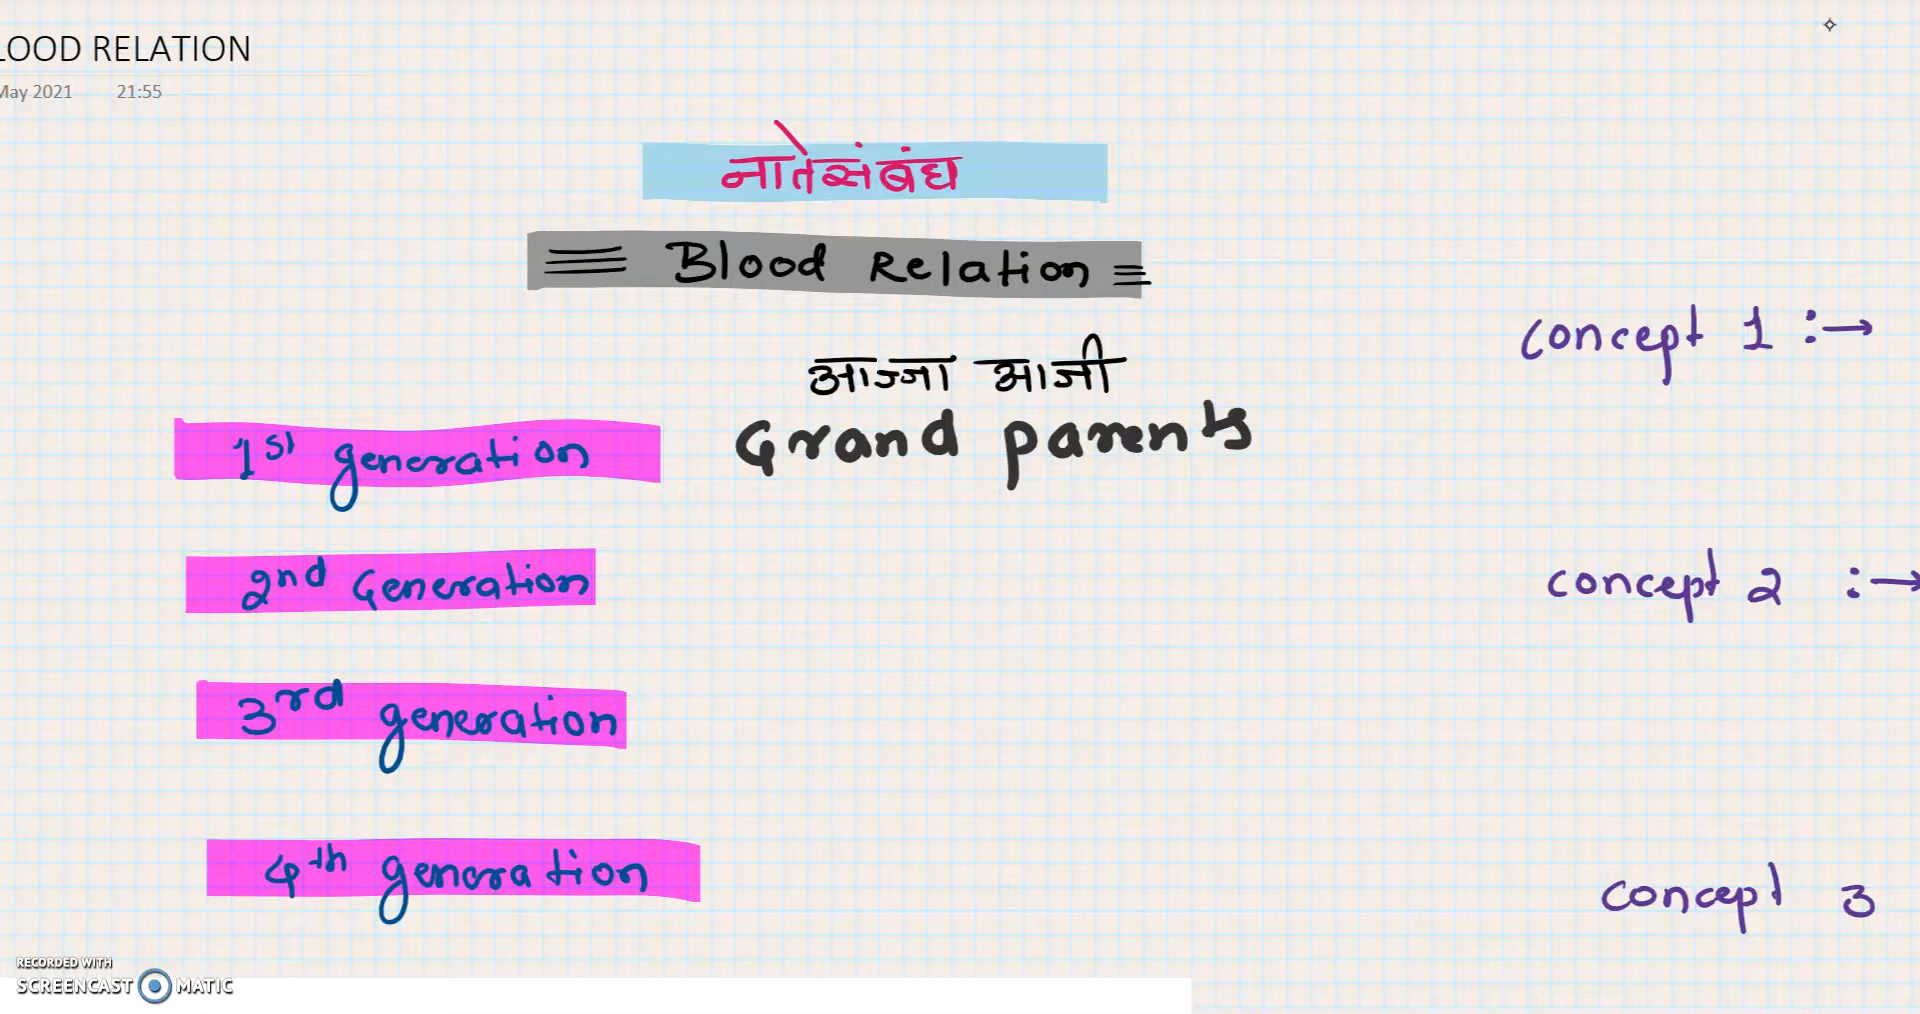 LOOD RELATION
May 2021 21:55
नातेसंबंध
Blood Relation
concept 1 :→
आज्जा आजी
1st generation Grand parents
2nd Generation
concept 2 :→
3rd generation
4th generation
concept 3
RECORDED WITH
SCREENCAST MATIC